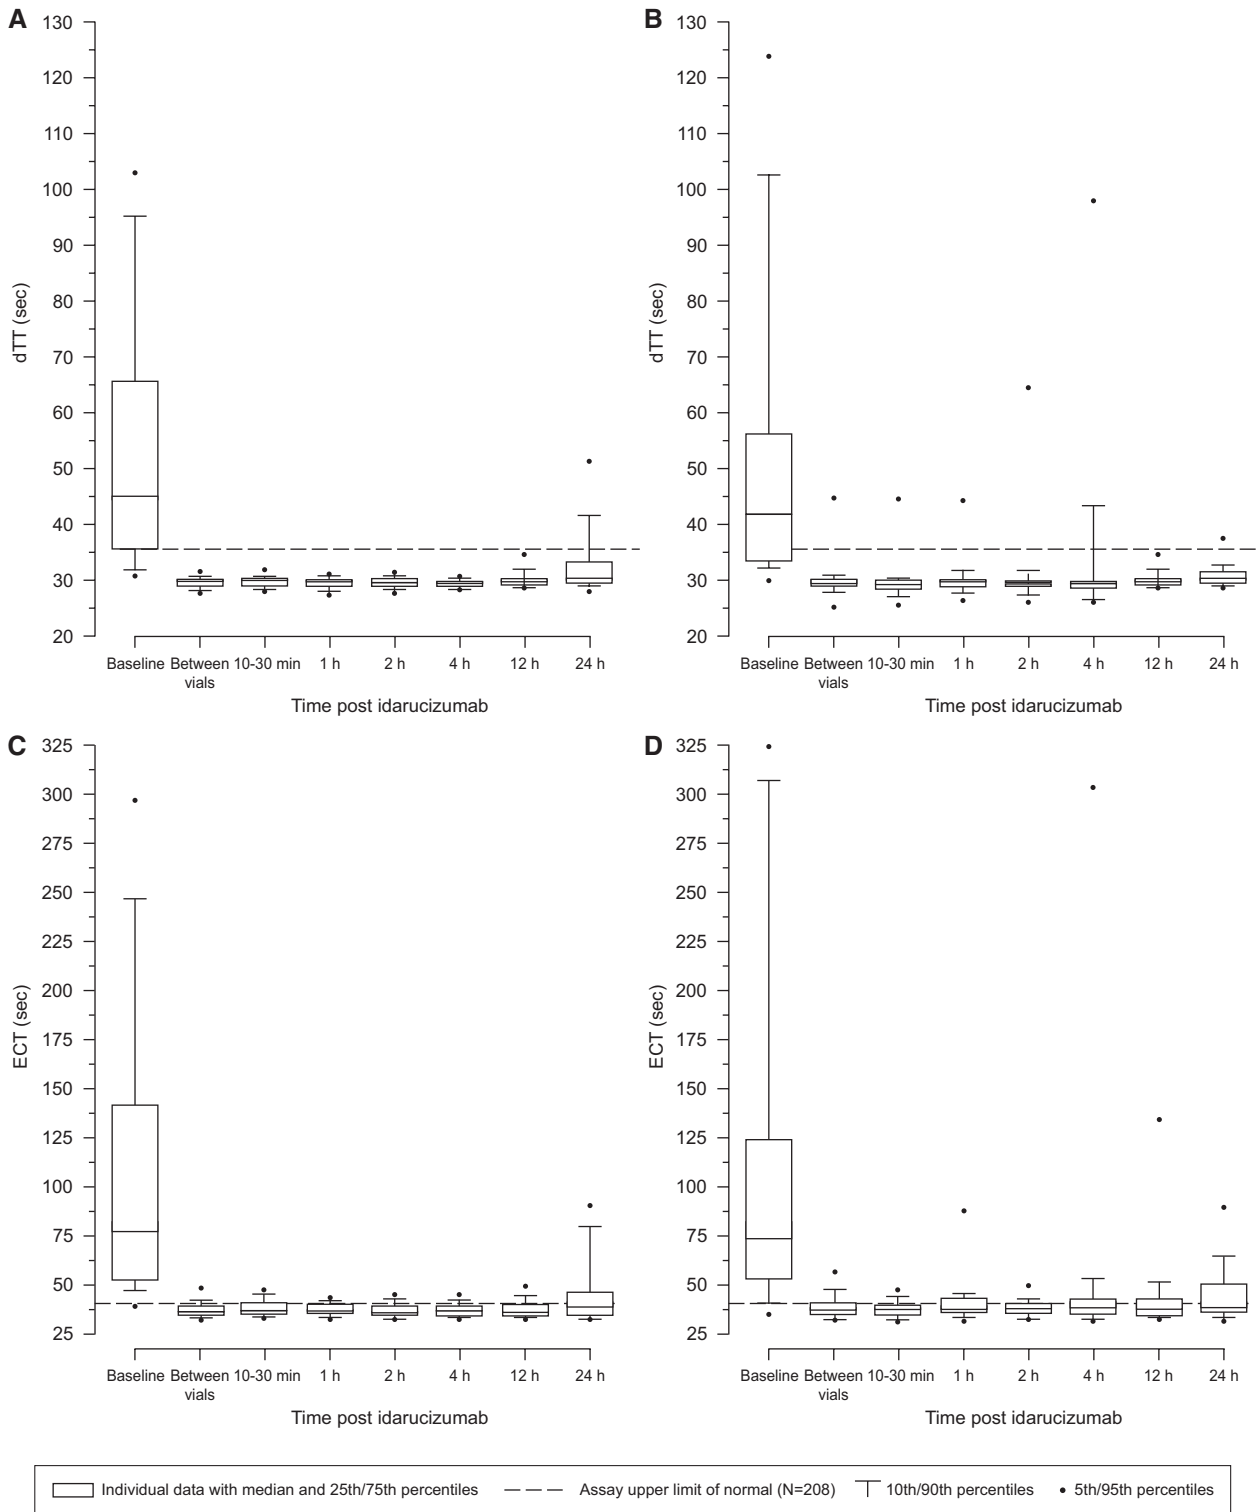 A
130
120
110
100
90
80
70
60
50
40
30
20
dTT (sec)
Baseline Between 10-30 min 1 h 2 h 4 h 12 h 24 h
vials
Time post idarucizumab
B
130
120
110
100
90
80
70
60
50
40
30
20
dTT (sec)
Baseline Between 10-30 min 1 h 2 h 4 h 12 h 24 h
vials
Time post idarucizumab
C
325
300
275
250
225
200
175
150
125
100
75
50
25
ECT (sec)
Baseline Between 10-30 min 1 h 2 h 4 h 12 h 24 h
vials
Time post idarucizumab
D
325
300
275
250
225
200
175
150
125
100
75
50
25
ECT (sec)
Baseline Between 10-30 min 1 h 2 h 4 h 12 h 24 h
vials
Time post idarucizumab
Individual data with median and 25th/75th percentiles Assay upper limit of normal (N=208) 10th/90th percentiles 5th/95th percentiles